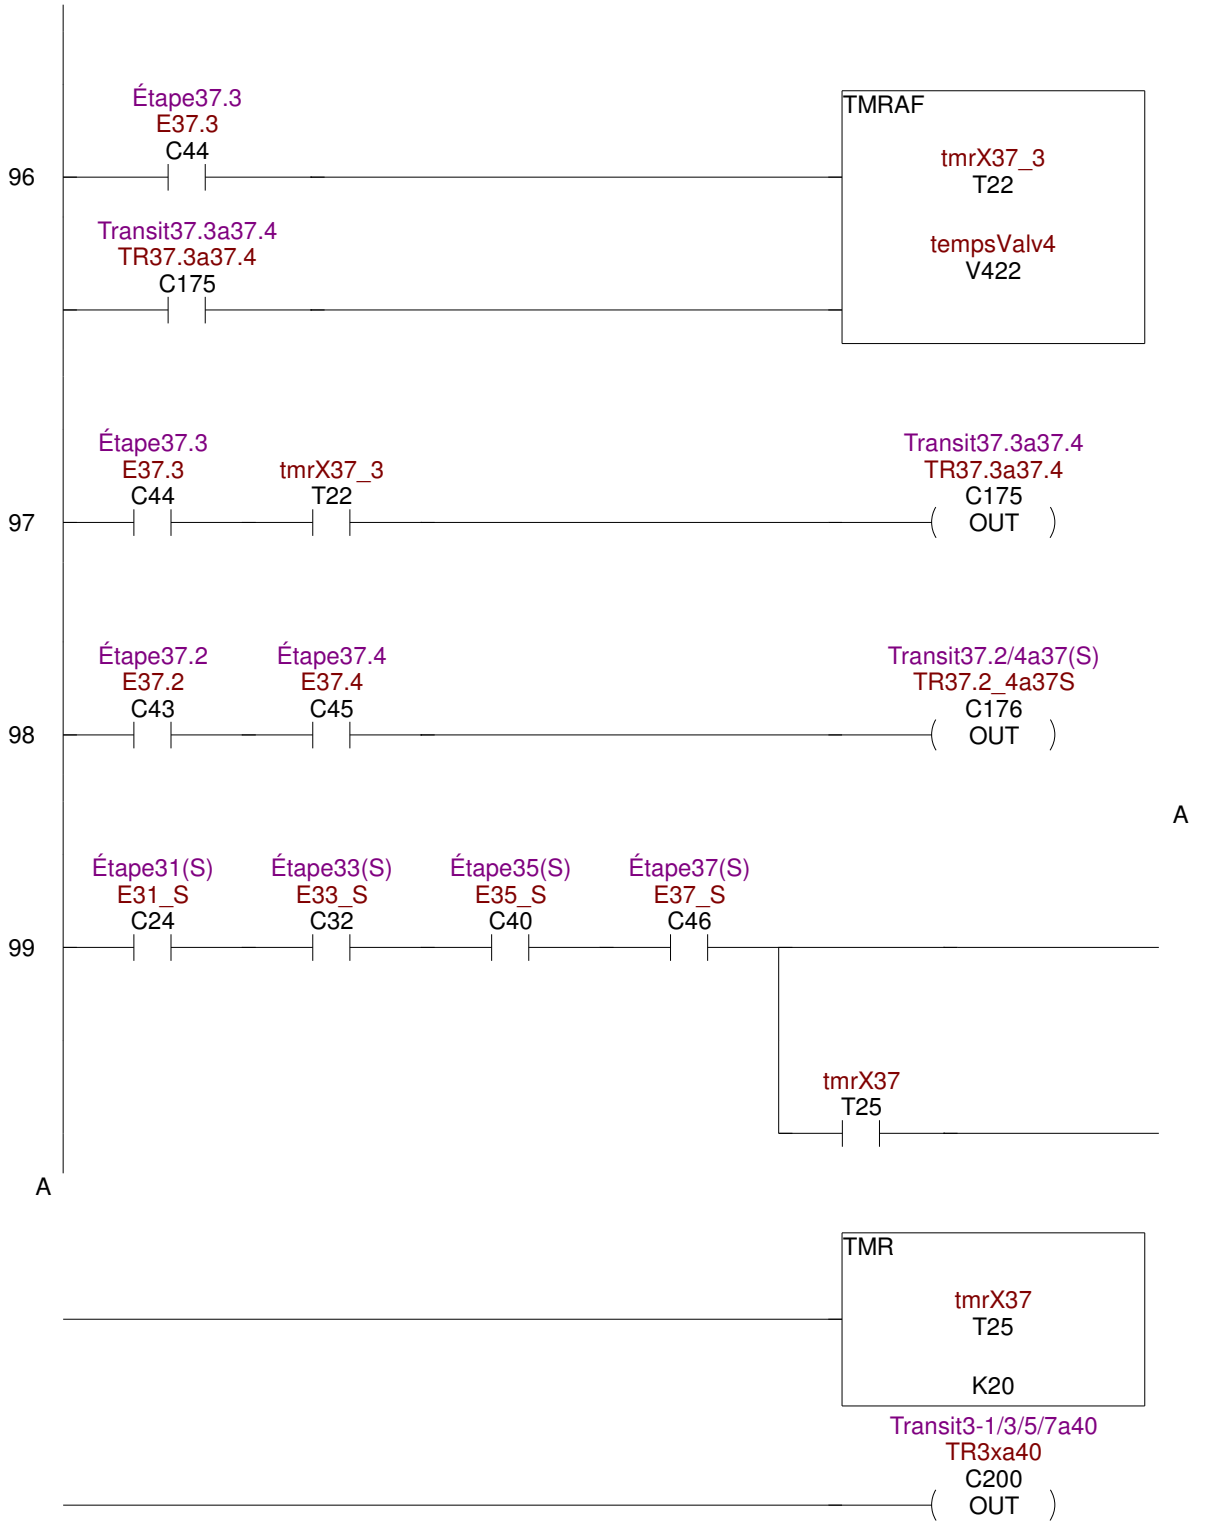 Étape37.3
E37.3
C44
TMRAF
tmrX37_3
T22
96
Transit37.3a37.4
TR37.3a37.4
C175
tempsValv4
V422
Étape37.3
E37.3
C44
tmrX37_3
T22
Transit37.3a37.4
TR37.3a37.4
C175
OUT
97
Étape37.2
E37.2
C43
Étape37.4
E37.4
C45
Transit37.2/4a37(S)
TR37.2_4a37S
C176
OUT
98
A
Étape31(S)
E31_S
C24
Étape33(S)
E33_S
C32
Étape35(S)
E35_S
C40
Étape37(S)
E37_S
C46
99
tmrX37
T25
A
TMR
tmrX37
T25
K20
Transit3-1/3/5/7a40
TR3xa40
C200
OUT